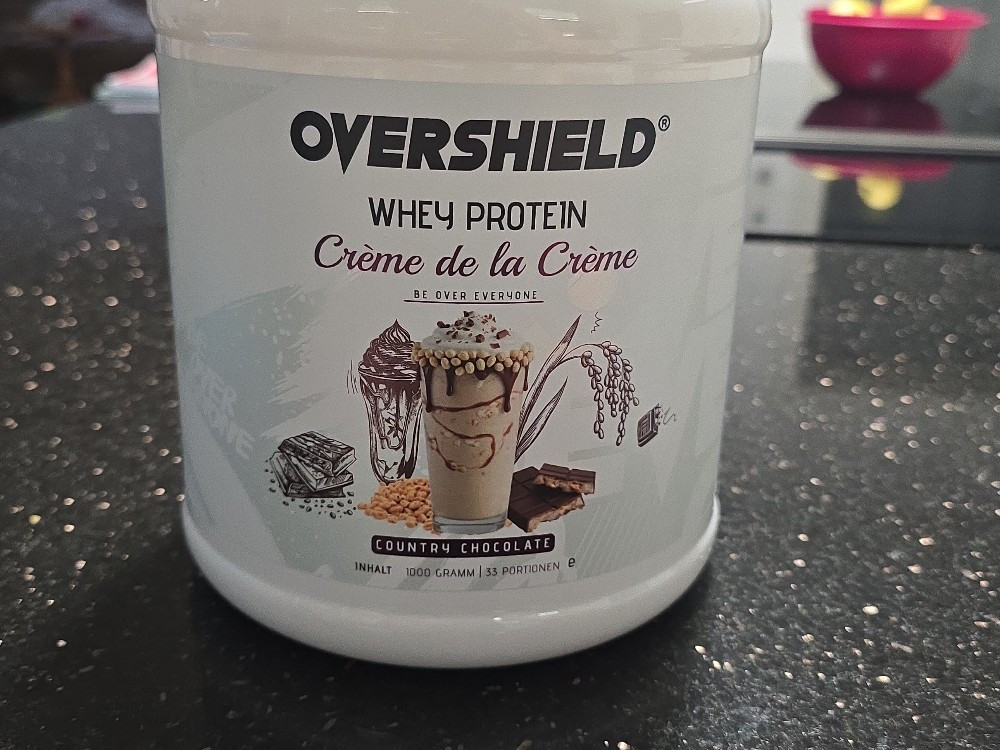 OVERSHIELD®
WHEY PROTEIN
Crème de la Crème
BE OVER EVERYONE
COUNTRY CHOCOLATE
INHALT 1000 GRAMM | 33 PORTIONEN e